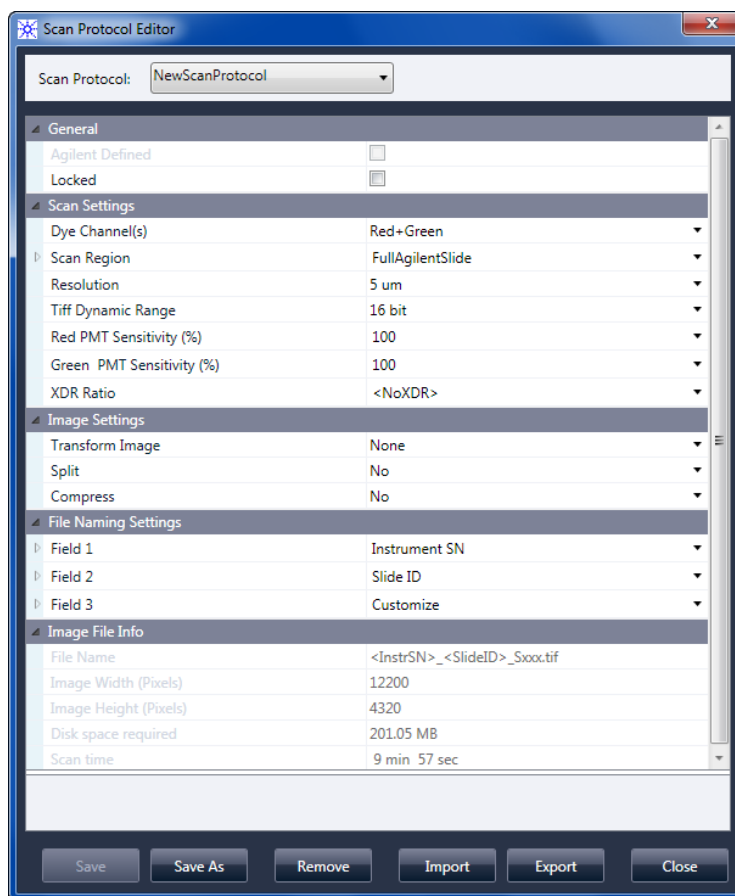 Scan Protocol Editor
Scan Protocol: NewScanProtocol
General
Agilent Defined
Locked
Scan Settings
Dye Channel(s) Red+Green
Scan Region FullAgilentSlide
Resolution 5 um
Tiff Dynamic Range 16 bit
Red PMT Sensitivity (%) 100
Green PMT Sensitivity (%) 100
XDR Ratio <NoXDR>
Image Settings
Transform Image None
Split No
Compress No
File Naming Settings
Field 1 Instrument SN
Field 2 Slide ID
Field 3 Customize
Image File Info
File Name <InstrSN>_<SlideID>_Sxxx.tif
Image Width (Pixels) 12200
Image Height (Pixels) 4320
Disk space required 201.05 MB
Scan time 9 min 57 sec
Save Save As Remove Import Export Close